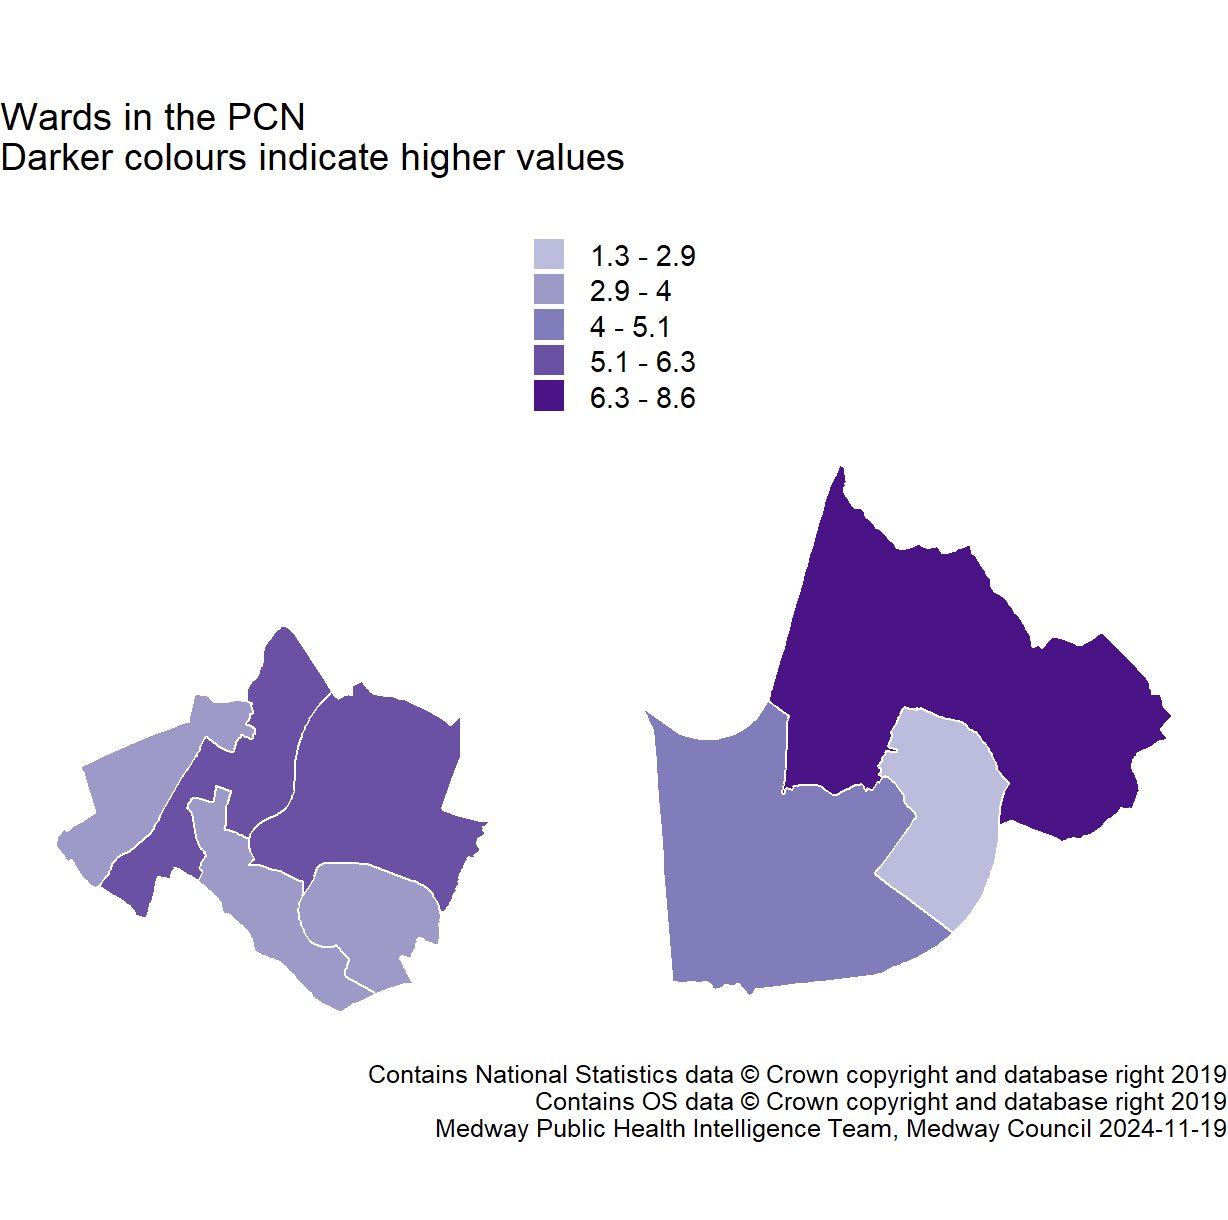 Wards in the PCN
Darker colours indicate higher values
1.3 - 2.9
2.9 - 4
4 - 5.1
5.1 - 6.3
6.3 - 8.6
Contains National Statistics data © Crown copyright and database right 2019
Contains OS data © Crown copyright and database right 2019
Medway Public Health Intelligence Team, Medway Council 2024-11-19